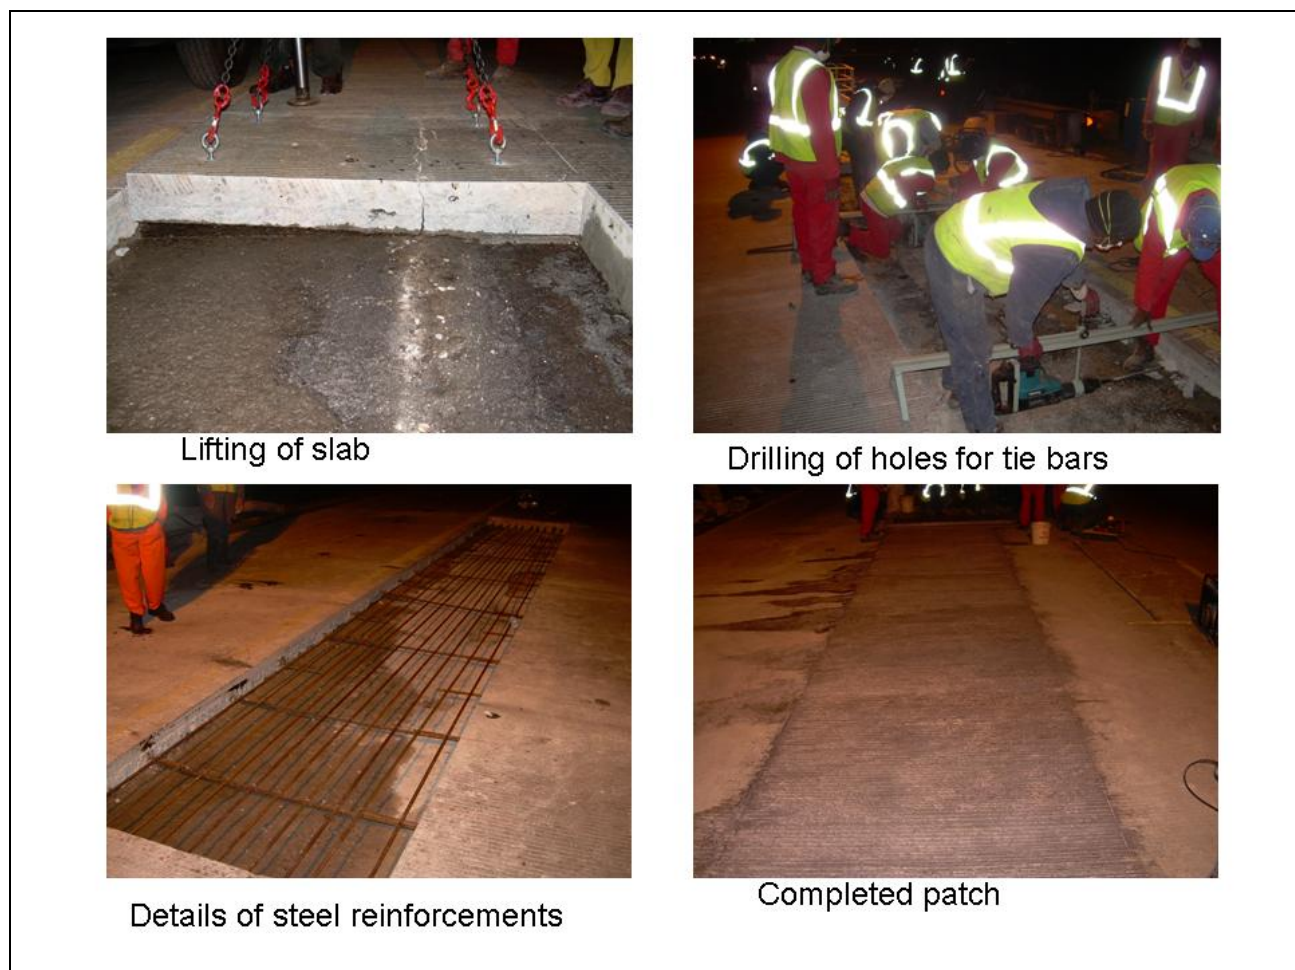 Lifting of slab
Drilling of holes for tie bars
Details of steel reinforcements
Completed patch